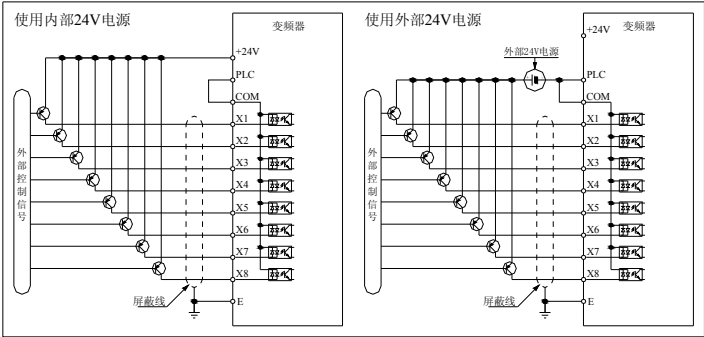 使用内部24V电源
变频器
+24V
PLC
COM
X1
X2
X3
X4
X5
X6
X7
X8
E
外部控制信号
屏蔽线
使用外部24V电源
变频器
+24V
外部24V电源
PLC
COM
X1
X2
X3
X4
X5
X6
X7
X8
E
外部控制信号
屏蔽线